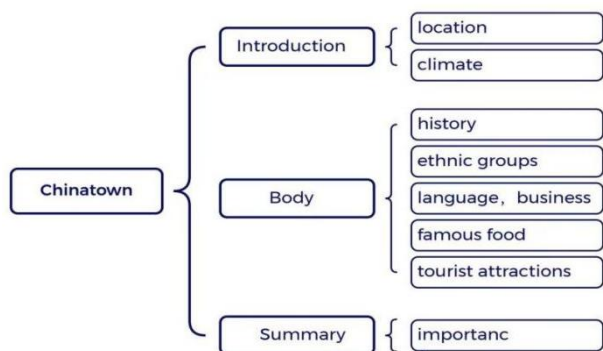 Chinatown
Introduction
location
climate
Body
history
ethnic groups
language，business
famous food
tourist attractions
Summary
importanc